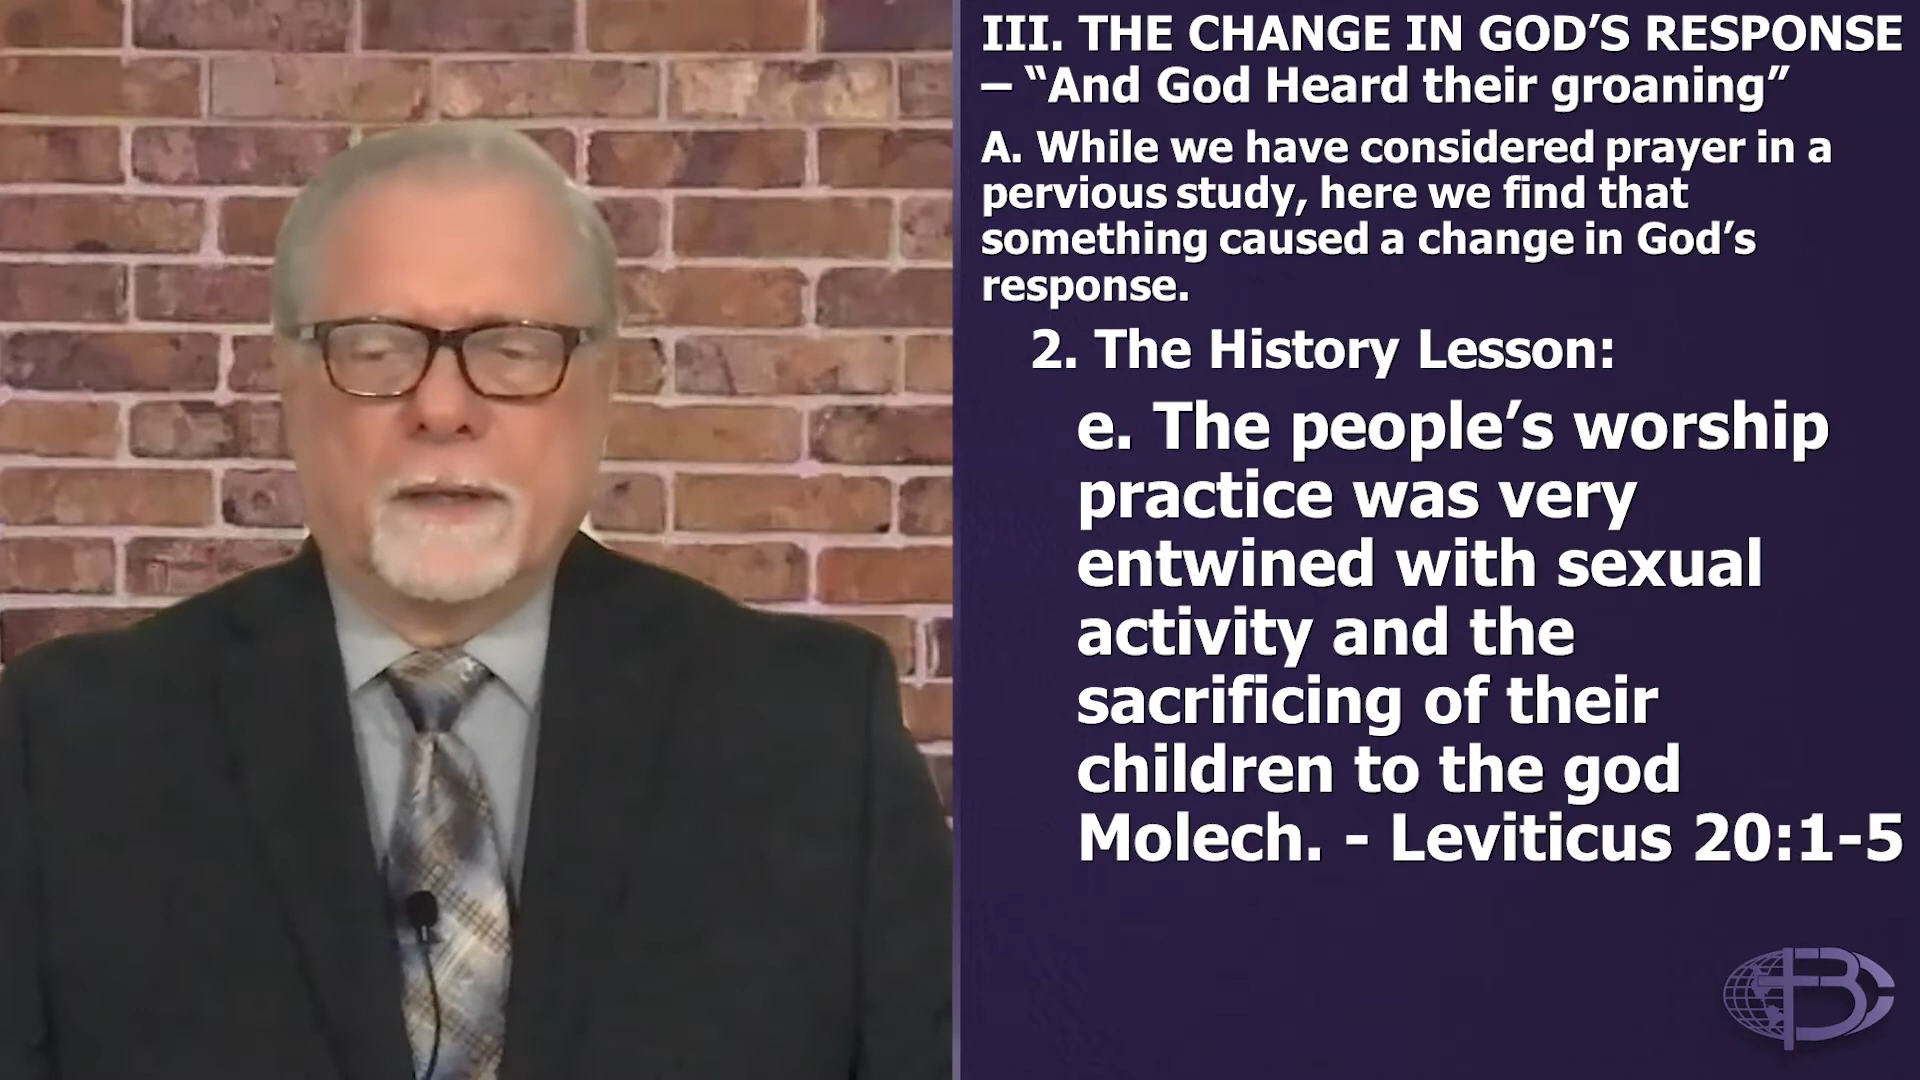 III. THE CHANGE IN GOD’S RESPONSE
– “And God Heard their groaning”
A. While we have considered prayer in a
pervious study, here we find that
something caused a change in God’s
response.
2. The History Lesson:
e. The people’s worship
practice was very
entwined with sexual
activity and the
sacrificing of their
children to the god
Molech. - Leviticus 20:1-5
BC